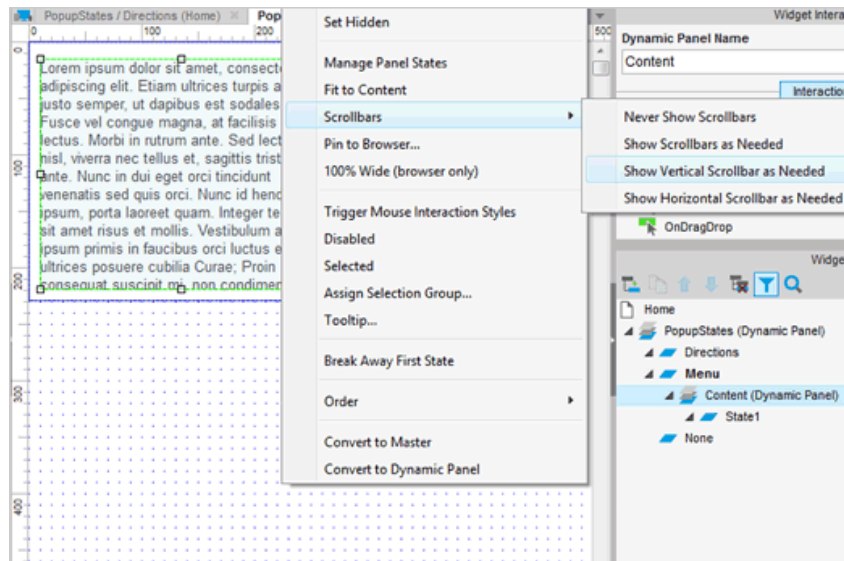 PopupStates / Directions (Home)
Pop
Widget Intera
0
100
200
500
Dynamic Panel Name
Content
Interaction
0
100
200
300
400
Lorem ipsum dolor sit amet, consect
adipiscing elit. Etiam ultrices turpis a
justo semper, ut dapibus est sodales
Fusce vel congue magna, at facilisis
lectus. Morbi in rutrum ante. Sed lect
nisl, viverra nec tellus et, sagittis trist
ante. Nunc in dui eget orci tincidunt
venenatis sed quis orci. Nunc id hend
ipsum, porta laoreet quam. Integer te
sit amet risus et mollis. Vestibulum a
ipsum primis in faucibus orci luctus e
ultrices posuere cubilia Curae; Proin
consequat suscipit mi, non condimen
Set Hidden
Manage Panel States
Fit to Content
Scrollbars
Pin to Browser...
100% Wide (browser only)
Trigger Mouse Interaction Styles
Disabled
Selected
Assign Selection Group...
Tooltip...
Break Away First State
Order
Convert to Master
Convert to Dynamic Panel
Never Show Scrollbars
Show Scrollbars as Needed
Show Vertical Scrollbar as Needed
Show Horizontal Scrollbar as Needed
OnDragDrop
Widge
Home
PopupStates (Dynamic Panel)
Directions
Menu
Content (Dynamic Panel)
State1
None